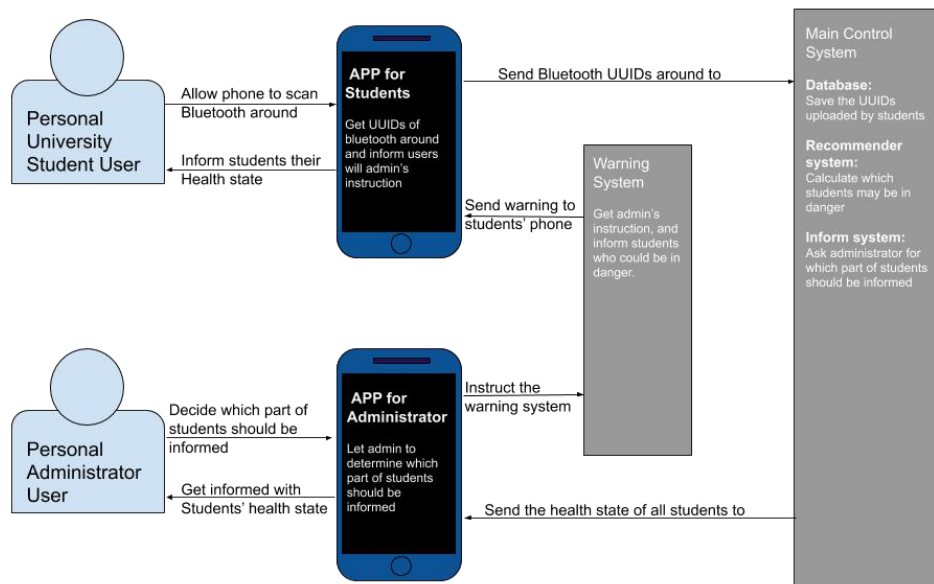 Personal
University
Student User
Allow phone to scan
Bluetooth around
Inform students their
Health state
APP for
Students
Get UUIDs of
bluetooth around
and inform users
will admin's
instruction
Send Bluetooth UUIDs around to
Send warning to
students' phone
Warning
System
Get admin's
instruction, and
inform students
who could be in
danger.
Main Control
System
Database:
Save the UUIDs
uploaded by students
Recommender
system:
Calculate which
students may be in
danger
Inform system:
Ask administrator for
which part of students
should be informed
Personal
Administrator
User
Decide which part of
students should be
informed
Get informed with
Students' health state
APP for
Administrator
Let admin to
determine which
part of students
should be
informed
Instruct the
warning system
Send the health state of all students to